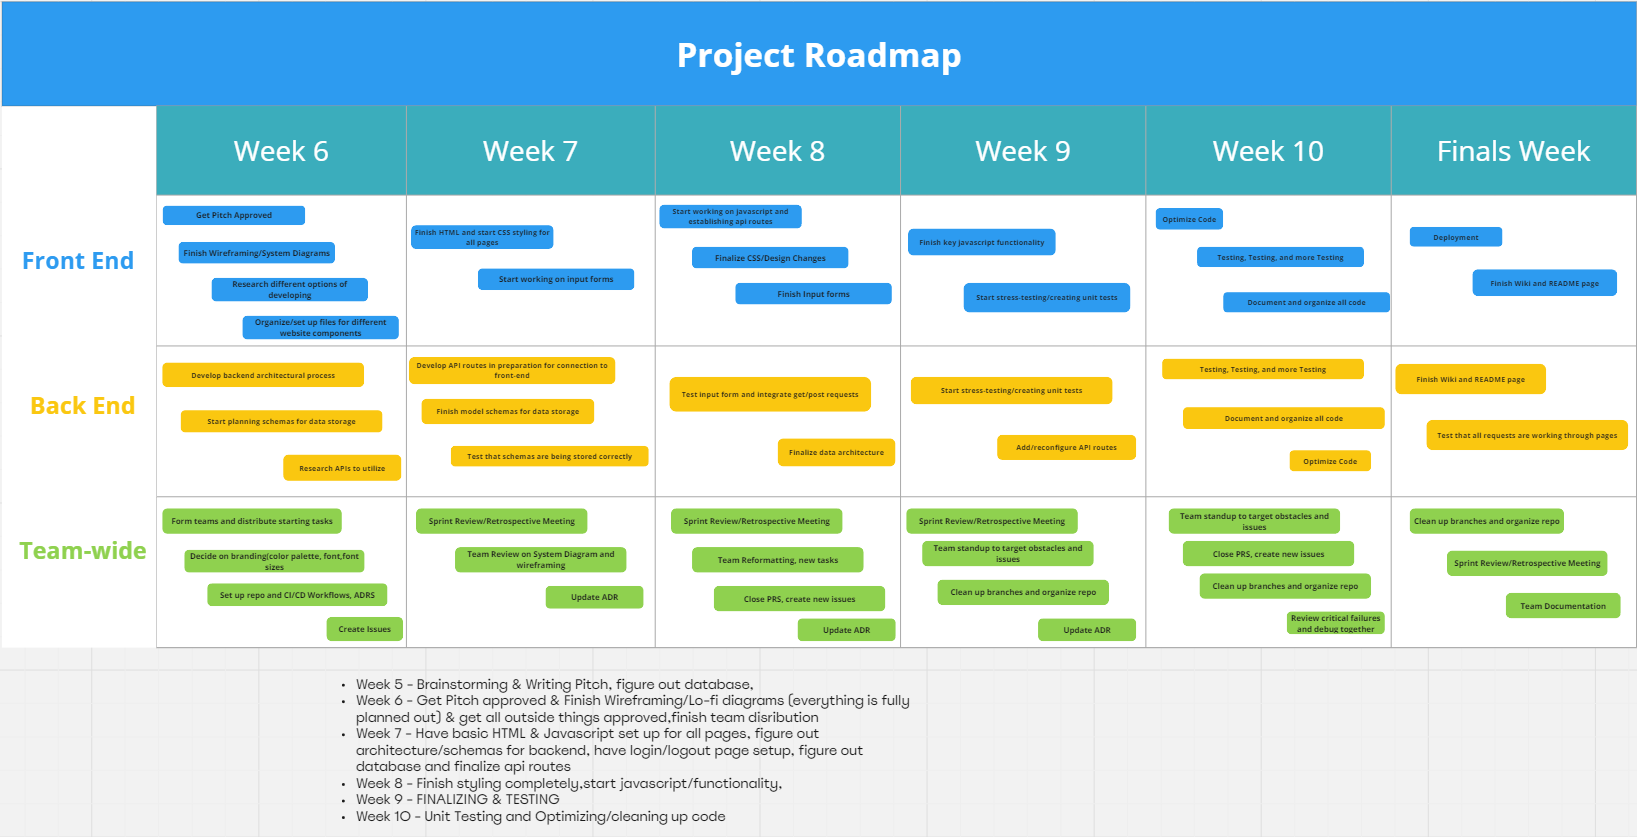 Project Roadmap
Week 6
Week 7
Week 8
Week 9
Week 10
Finals Week
Front End
Get Pitch Approved
Finish Wireframing/System Diagrams
Research different options of
developing
Organize/set up files for different
website components
Finish HTML and start CSS styling for
all pages
Start working on input forms
Start working on javascript and
establishing api routes
Finalize CSS/Design Changes
Finish Input forms
Finish key javascript functionality
Start stress-testing/creating unit tests
Optimize Code
Testing, Testing, and more Testing
Document and organize all code
Deployment
Finish Wiki and README page
Back End
Develop backend architectural process
Start planning schemas for data storage
Research APIs to utilize
Develop API routes in preparation for connection to
front-end
Finish model schemas for data storage
Test that schemas are being stored correctly
Test input form and integrate get/post requests
Finalize data architecture
Start stress-testing/creating unit tests
Add/reconfigure API routes
Testing, Testing, and more Testing
Document and organize all code
Optimize Code
Finish Wiki and README page
Test that all requests are working through pages
Team-wide
Form teams and distribute starting tasks
Decide on branding(color palette, font,font
sizes
Set up repo and CI/CD Workflows, ADRS
Create Issues
Sprint Review/Retrospective Meeting
Team Review on System Diagram and
wireframing
Update ADR
Sprint Review/Retrospective Meeting
Team Reformatting, new tasks
Close PRS, create new issues
Update ADR
Sprint Review/Retrospective Meeting
Team standup to target obstacles and
issues
Clean up branches and organize repo
Update ADR
Team standup to target obstacles and
issues
Close PRS, create new issues
Clean up branches and organize repo
Review critical failures
and debug together
Clean up branches and organize repo
Sprint Review/Retrospective Meeting
Team Documentation
• Week 5 - Brainstorming & Writing Pitch, figure out database,
• Week 6 - Get Pitch approved & Finish Wireframing/Lo-fi diagrams (everything is fully
planned out) & get all outside things approved,finish team disribution
• Week 7 - Have basic HTML & Javascript set up for all pages, figure out
architecture/schemas for backend, have login/logout page setup, figure out
database and finalize api routes
• Week 8 - Finish styling completely,start javascript/functionality,
• Week 9 - FINALIZING & TESTING
• Week 10 - Unit Testing and Optimizing/cleaning up code